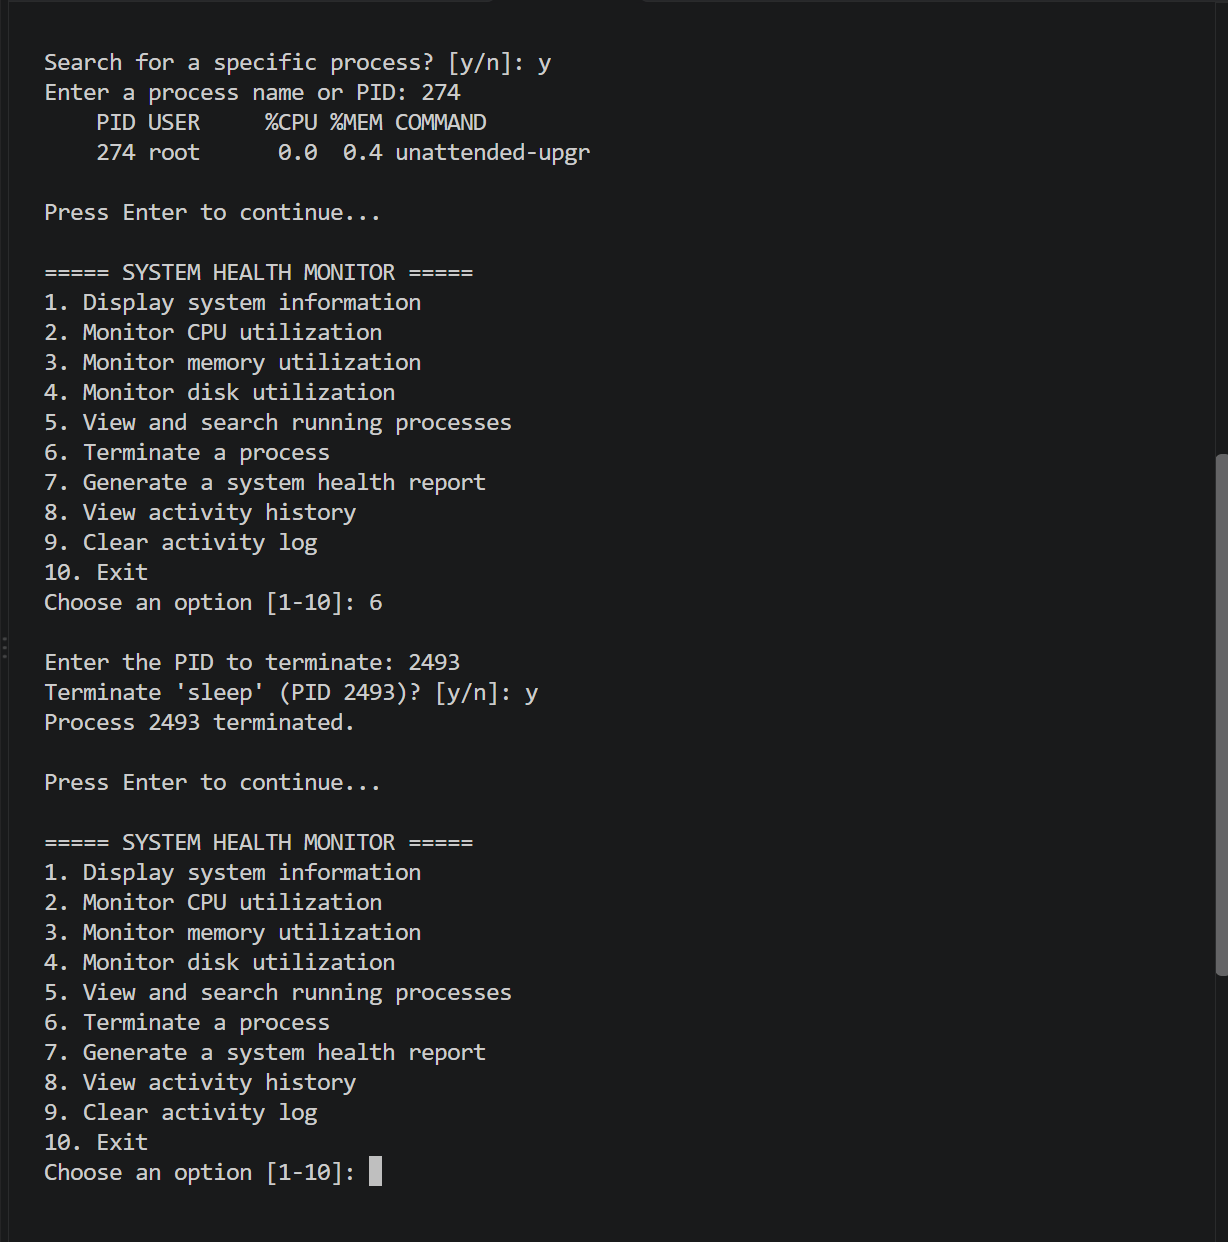 Search for a specific process? [y/n]: y
Enter a process name or PID: 274
    PID USER     %CPU %MEM COMMAND
    274 root      0.0  0.4 unattended-upgr
Press Enter to continue...
===== SYSTEM HEALTH MONITOR =====
1. Display system information
2. Monitor CPU utilization
3. Monitor memory utilization
4. Monitor disk utilization
5. View and search running processes
6. Terminate a process
7. Generate a system health report
8. View activity history
9. Clear activity log
10. Exit
Choose an option [1-10]: 6
Enter the PID to terminate: 2493
Terminate 'sleep' (PID 2493)? [y/n]: y
Process 2493 terminated.
Press Enter to continue...
===== SYSTEM HEALTH MONITOR =====
1. Display system information
2. Monitor CPU utilization
3. Monitor memory utilization
4. Monitor disk utilization
5. View and search running processes
6. Terminate a process
7. Generate a system health report
8. View activity history
9. Clear activity log
10. Exit
Choose an option [1-10]: